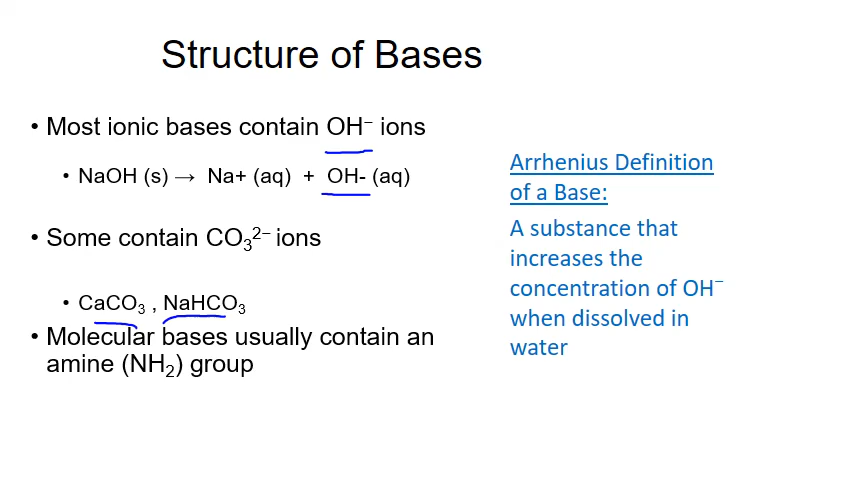 Structure of Bases
• Most ionic bases contain OH⁻ ions
• NaOH (s) → Na+ (aq) + OH- (aq)
• Some contain CO₃²⁻ ions
• CaCO₃ , NaHCO₃
• Molecular bases usually contain an
amine (NH₂) group
Arrhenius Definition
of a Base:
A substance that
increases the
concentration of OH⁻
when dissolved in
water